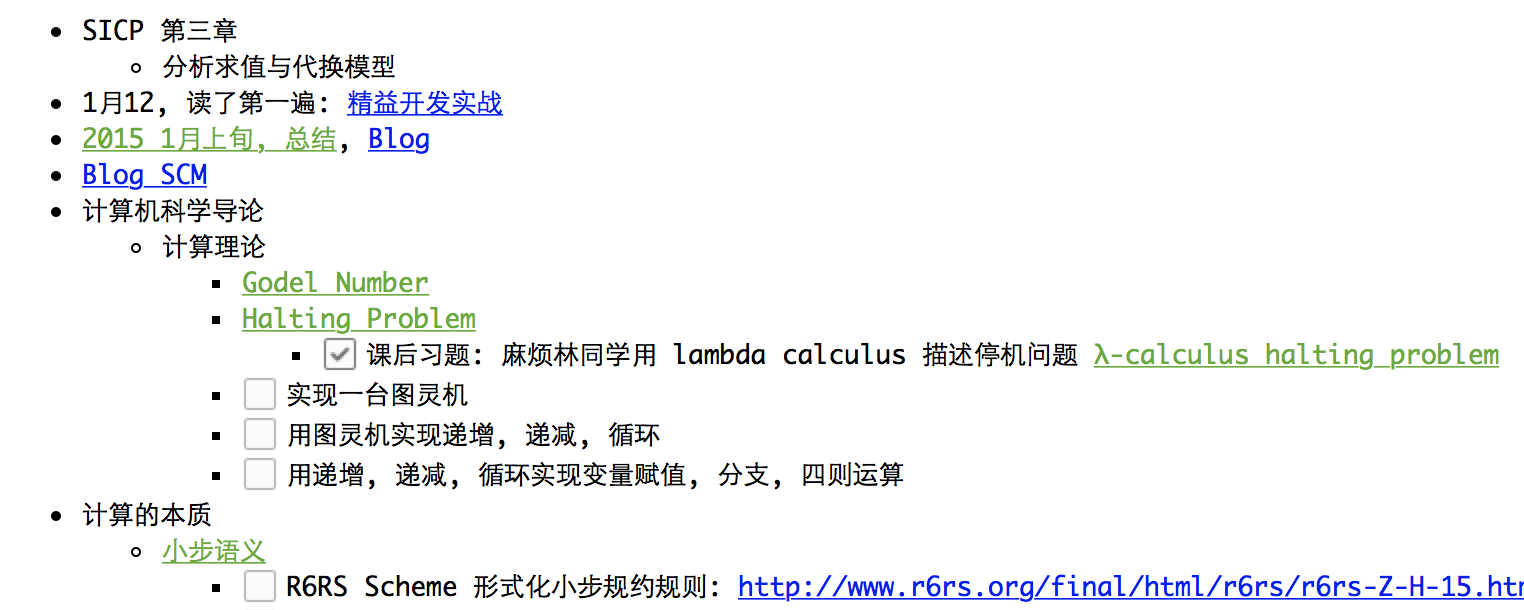 SICP 第三章
分析求值与代换模型
1月12, 读了第一遍: 精益开发实战
2015 1月上旬, 总结, Blog
Blog SCM
计算机科学导论
计算理论
Godel Number
Halting Problem
课后习题: 麻烦林同学用 lambda calculus 描述停机问题 λ-calculus halting problem
实现一台图灵机
用图灵机实现递增, 递减, 循环
用递增, 递减, 循环实现变量赋值, 分支, 四则运算
计算的本质
小步语义
R6RS Scheme 形式化小步规约规则: http://www.r6rs.org/final/html/r6rs/r6rs-Z-H-15.htm